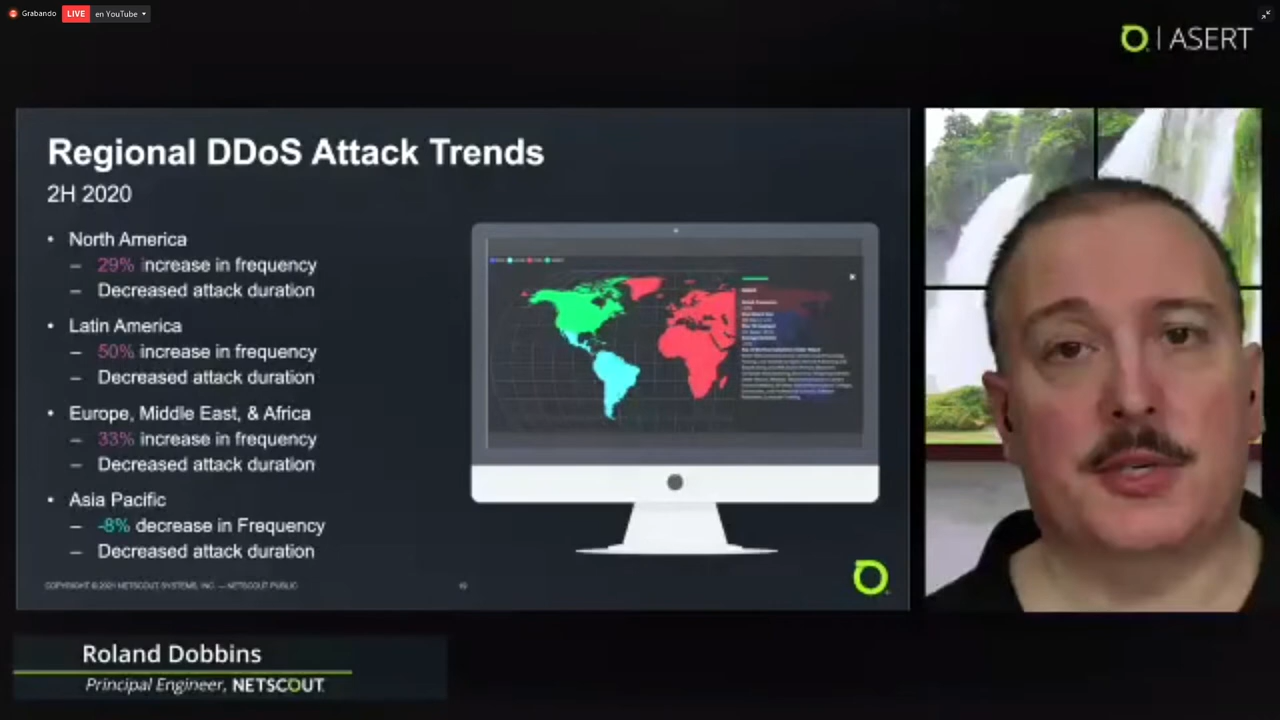 Grabando
LIVE en YouTube
ASERT
Regional DDoS Attack Trends
2H 2020
• North America
– 29% increase in frequency
– Decreased attack duration
• Latin America
– 50% increase in frequency
– Decreased attack duration
• Europe, Middle East, & Africa
– 33% increase in frequency
– Decreased attack duration
• Asia Pacific
– -8% decrease in Frequency
– Decreased attack duration
COPYRIGHT © 2021 NETSCOUT SYSTEMS, INC. — NETSCOUT PUBLIC
Roland Dobbins
Principal Engineer, NETSCOUT